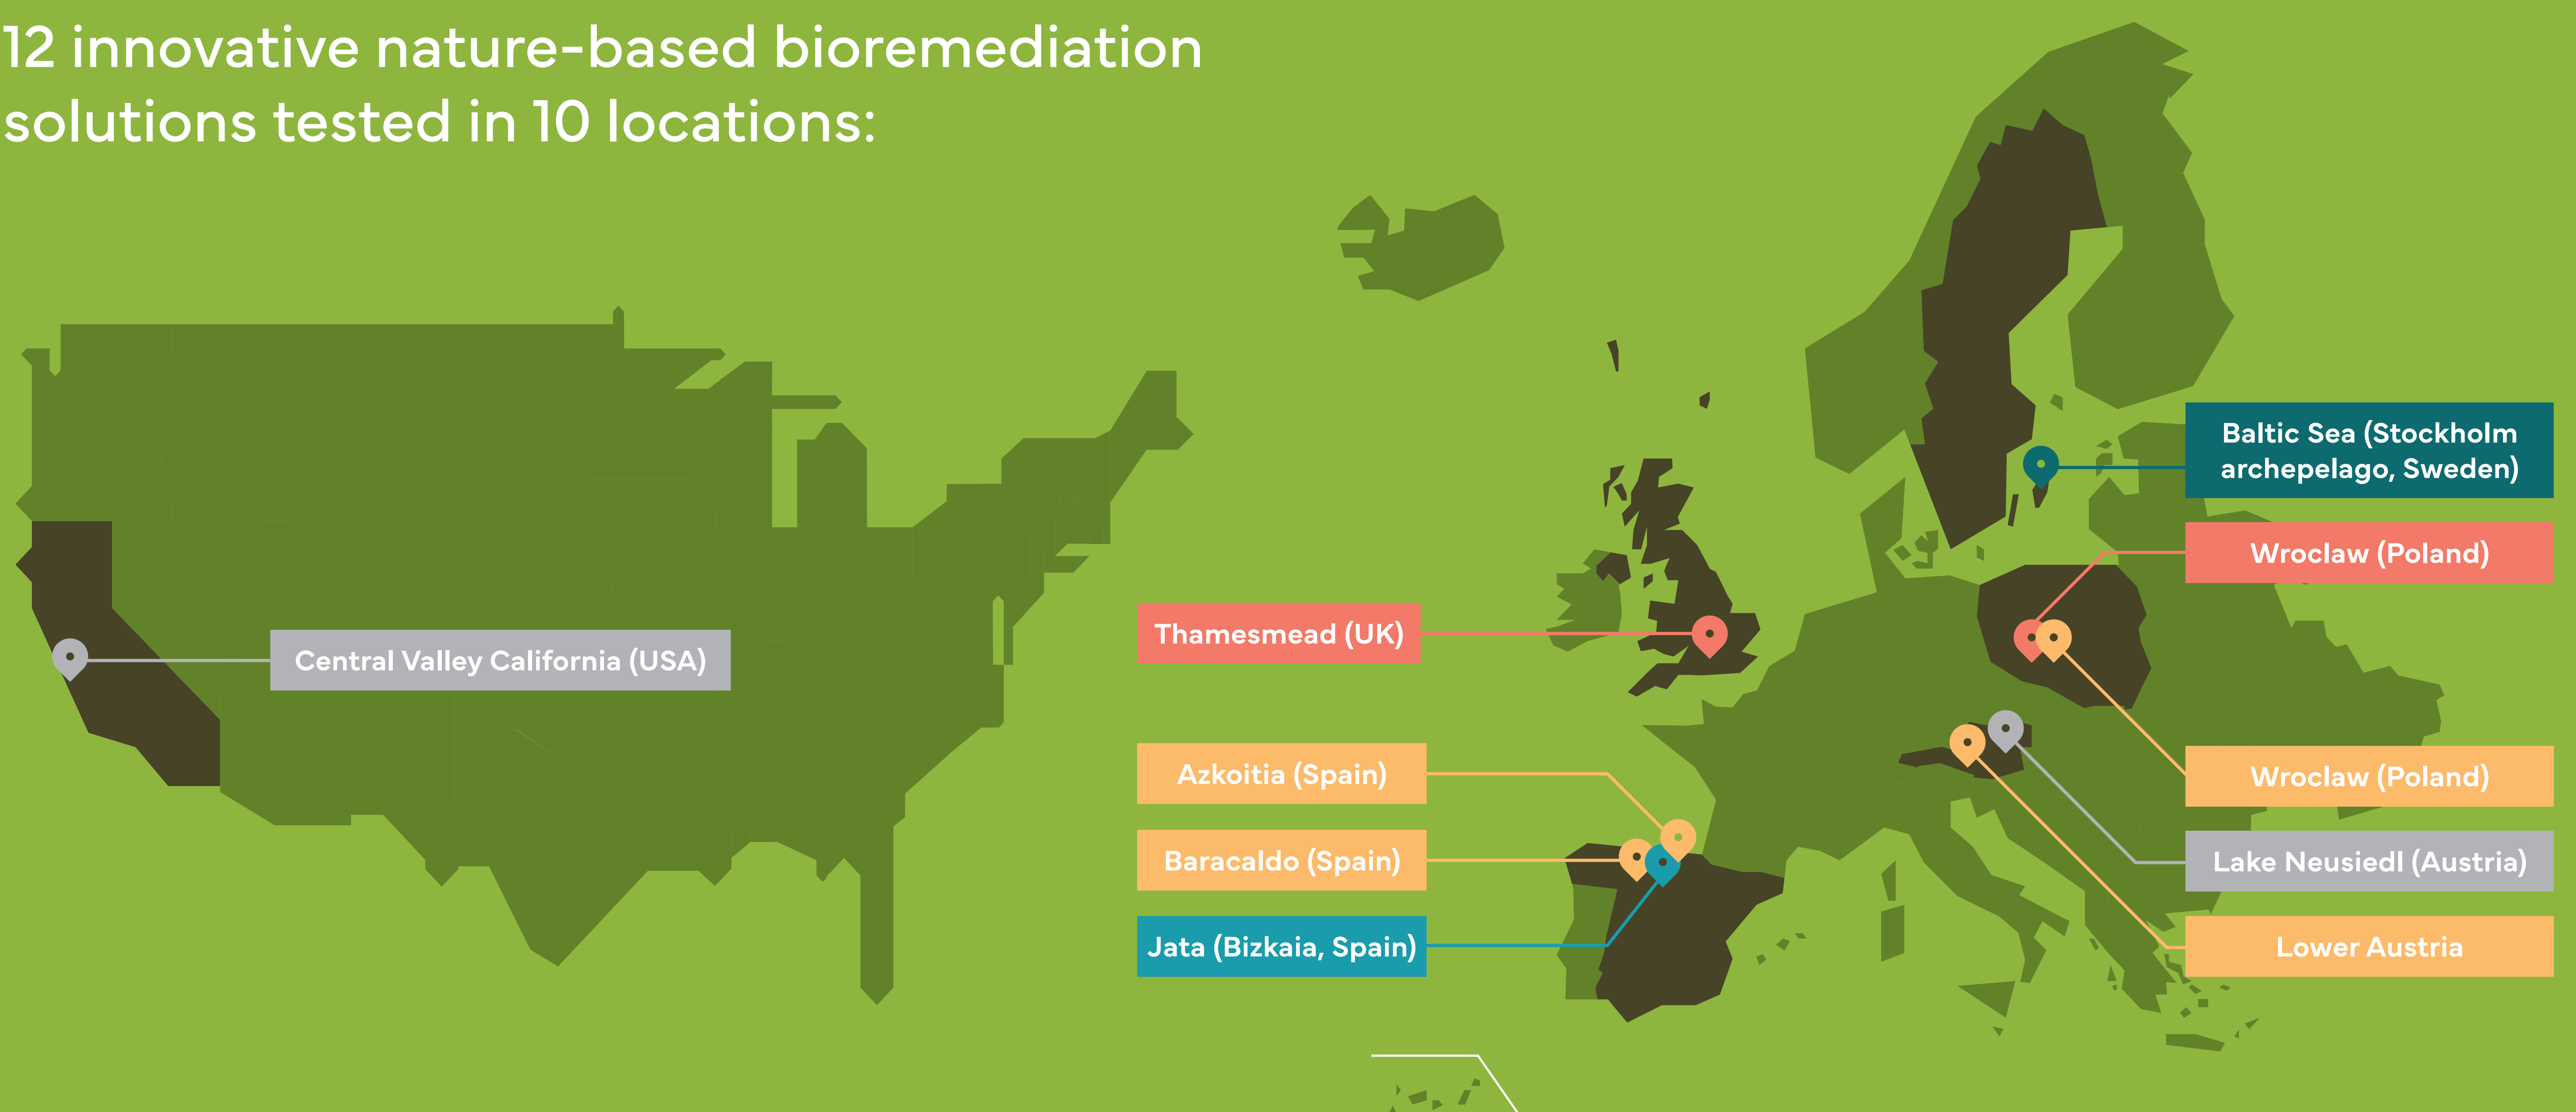 12 innovative nature-based bioremediation
solutions tested in 10 locations:
Central Valley California (USA)
Thamesmead (UK)
Azkoitia (Spain)
Baracaldo (Spain)
Jata (Bizkaia, Spain)
Baltic Sea (Stockholm
archepelago, Sweden)
Wroclaw (Poland)
Wroclaw (Poland)
Lake Neusiedl (Austria)
Lower Austria